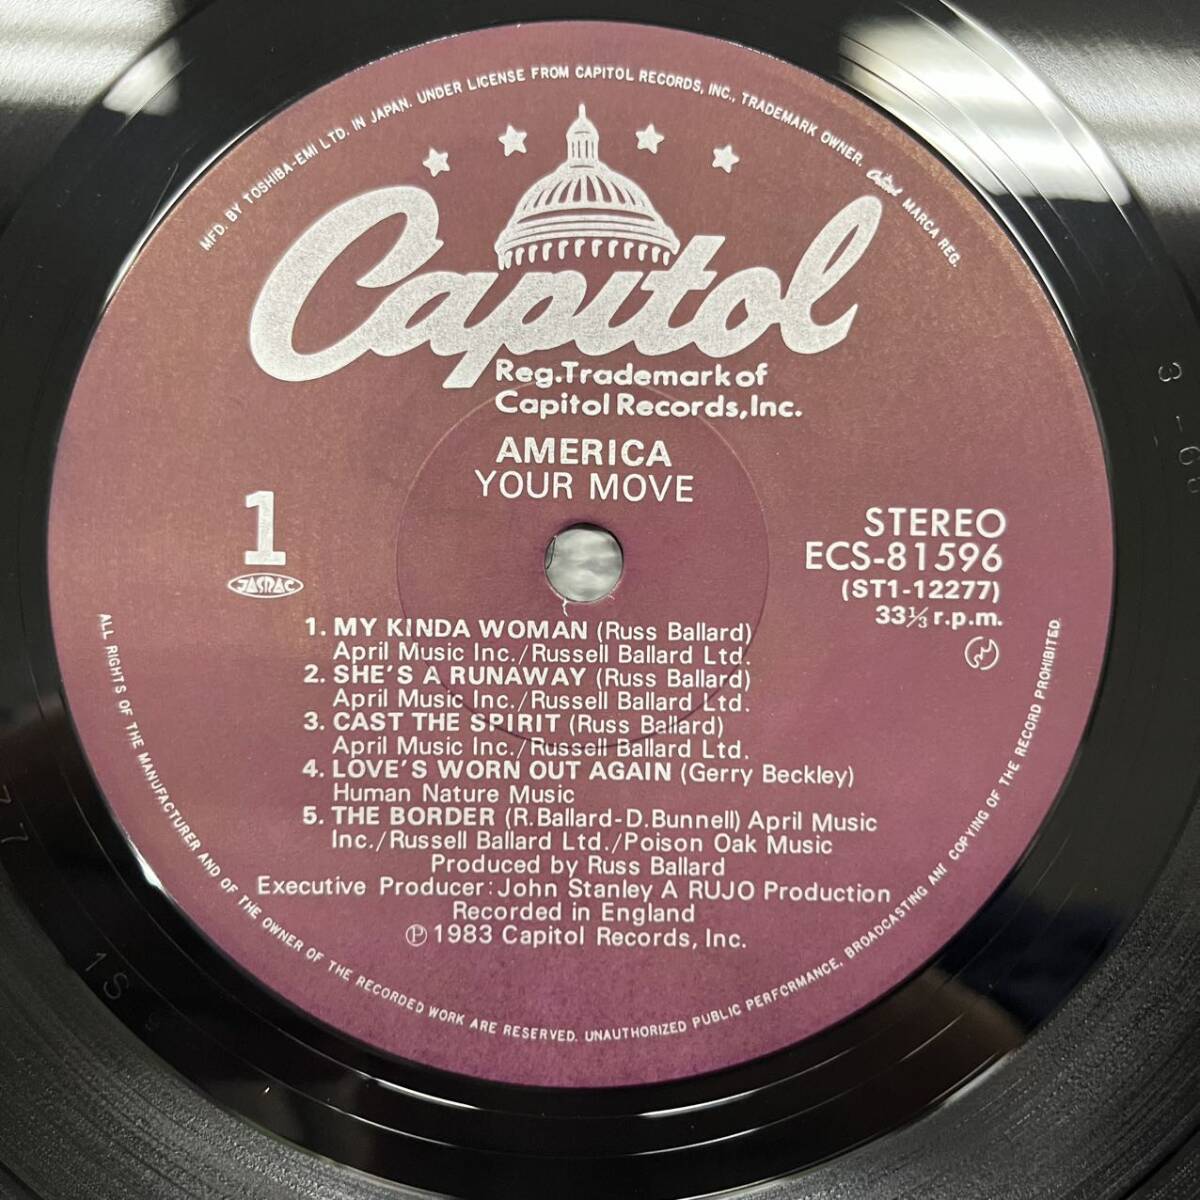 MFD. BY TOSHIBA-EMI LTD. IN JAPAN. UNDER LICENSE FROM CAPITOL RECORDS, INC., TRADEMARK OWNER. Capitol MARCA REG.
Capitol
Reg.Trademark of
Capitol Records,Inc.
AMERICA
YOUR MOVE
1
JASRAC
STEREO
ECS-81596
(ST1-12277)
33⅓ r.p.m.
1. MY KINDA WOMAN (Russ Ballard)
April Music Inc./Russell Ballard Ltd.
2. SHE'S A RUNAWAY (Russ Ballard)
April Music Inc./Russell Ballard Ltd.
3. CAST THE SPIRIT (Russ Ballard)
April Music Inc./Russell Ballard Ltd.
4. LOVE'S WORN OUT AGAIN (Gerry Beckley)
Human Nature Music
5. THE BORDER (R.Ballard-D.Bunnell) April Music
Inc./Russell Ballard Ltd./Poison Oak Music
Produced by Russ Ballard
Executive Producer: John Stanley A RUJO Production
Recorded in England
℗ 1983 Capitol Records, Inc.
ALL RIGHTS OF THE MANUFACTURER AND OF THE OWNER OF THE RECORDED WORK ARE RESERVED. UNAUTHORIZED PUBLIC PERFORMANCE, BROADCASTING AND COPYING OF THE RECORD PROHIBITED.
1S